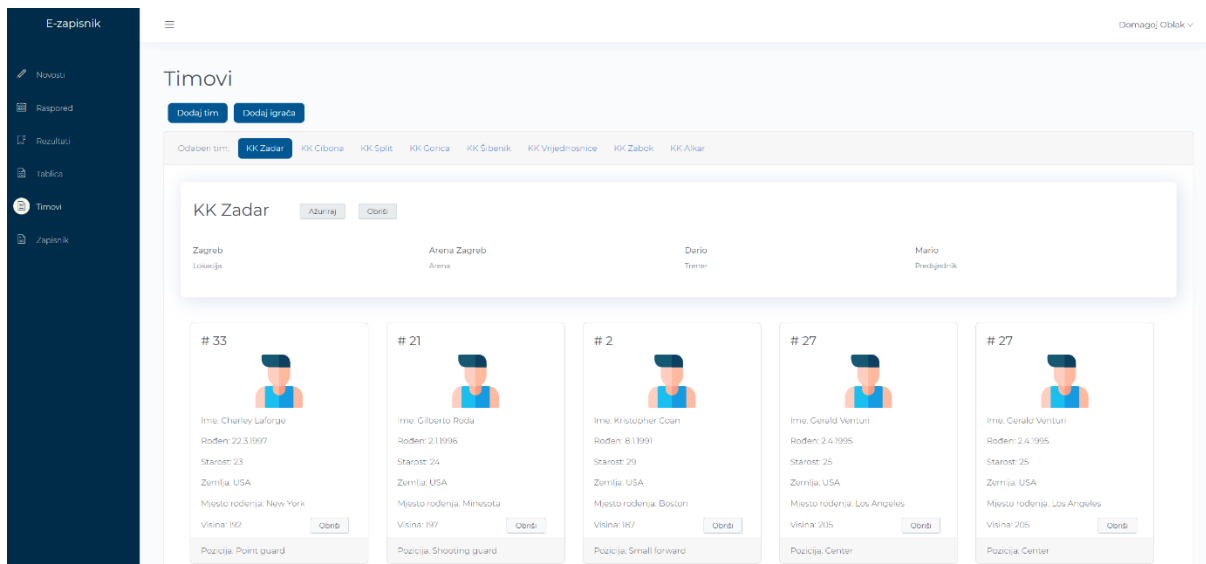 E-zapisnik
Domagoj Oblak
Novosti
Raspored
Rezultati
Tablica
Timovi
Zapisnik
Timovi
Dodaj tim Dodaj igrača
Odaberi tim: KK Zadar KK Cibona KK Split KK Gorica KK Šibenik KK Vrijednosnice KK Zabok KK Alkar
KK Zadar Ažuriraj Obriši
Zagreb Arena Zagreb Dario Mario
Lokacija Arena Trener Predsjednik
# 33
Ime: Charley Laforge
Rođen: 22.3.1997
Starost: 23
Zemlja: USA
Mjesto rođenja: New York
Visina: 192 Obriši
Pozicija: Point guard
# 21
Ime: Gilberto Roda
Rođen: 2.1.1996
Starost: 24
Zemlja: USA
Mjesto rođenja: Minesota
Visina: 197 Obriši
Pozicija: Shooting guard
# 2
Ime: Kristopher Coan
Rođen: 8.1.1991
Starost: 29
Zemlja: USA
Mjesto rođenja: Boston
Visina: 187 Obriši
Pozicija: Small forward
# 27
Ime: Gerald Venturi
Rođen: 2.4.1995
Starost: 25
Zemlja: USA
Mjesto rođenja: Los Angeles
Visina: 205 Obriši
Pozicija: Center
# 27
Ime: Gerald Venturi
Rođen: 2.4.1995
Starost: 25
Zemlja: USA
Mjesto rođenja: Los Angeles
Visina: 205 Obriši
Pozicija: Center